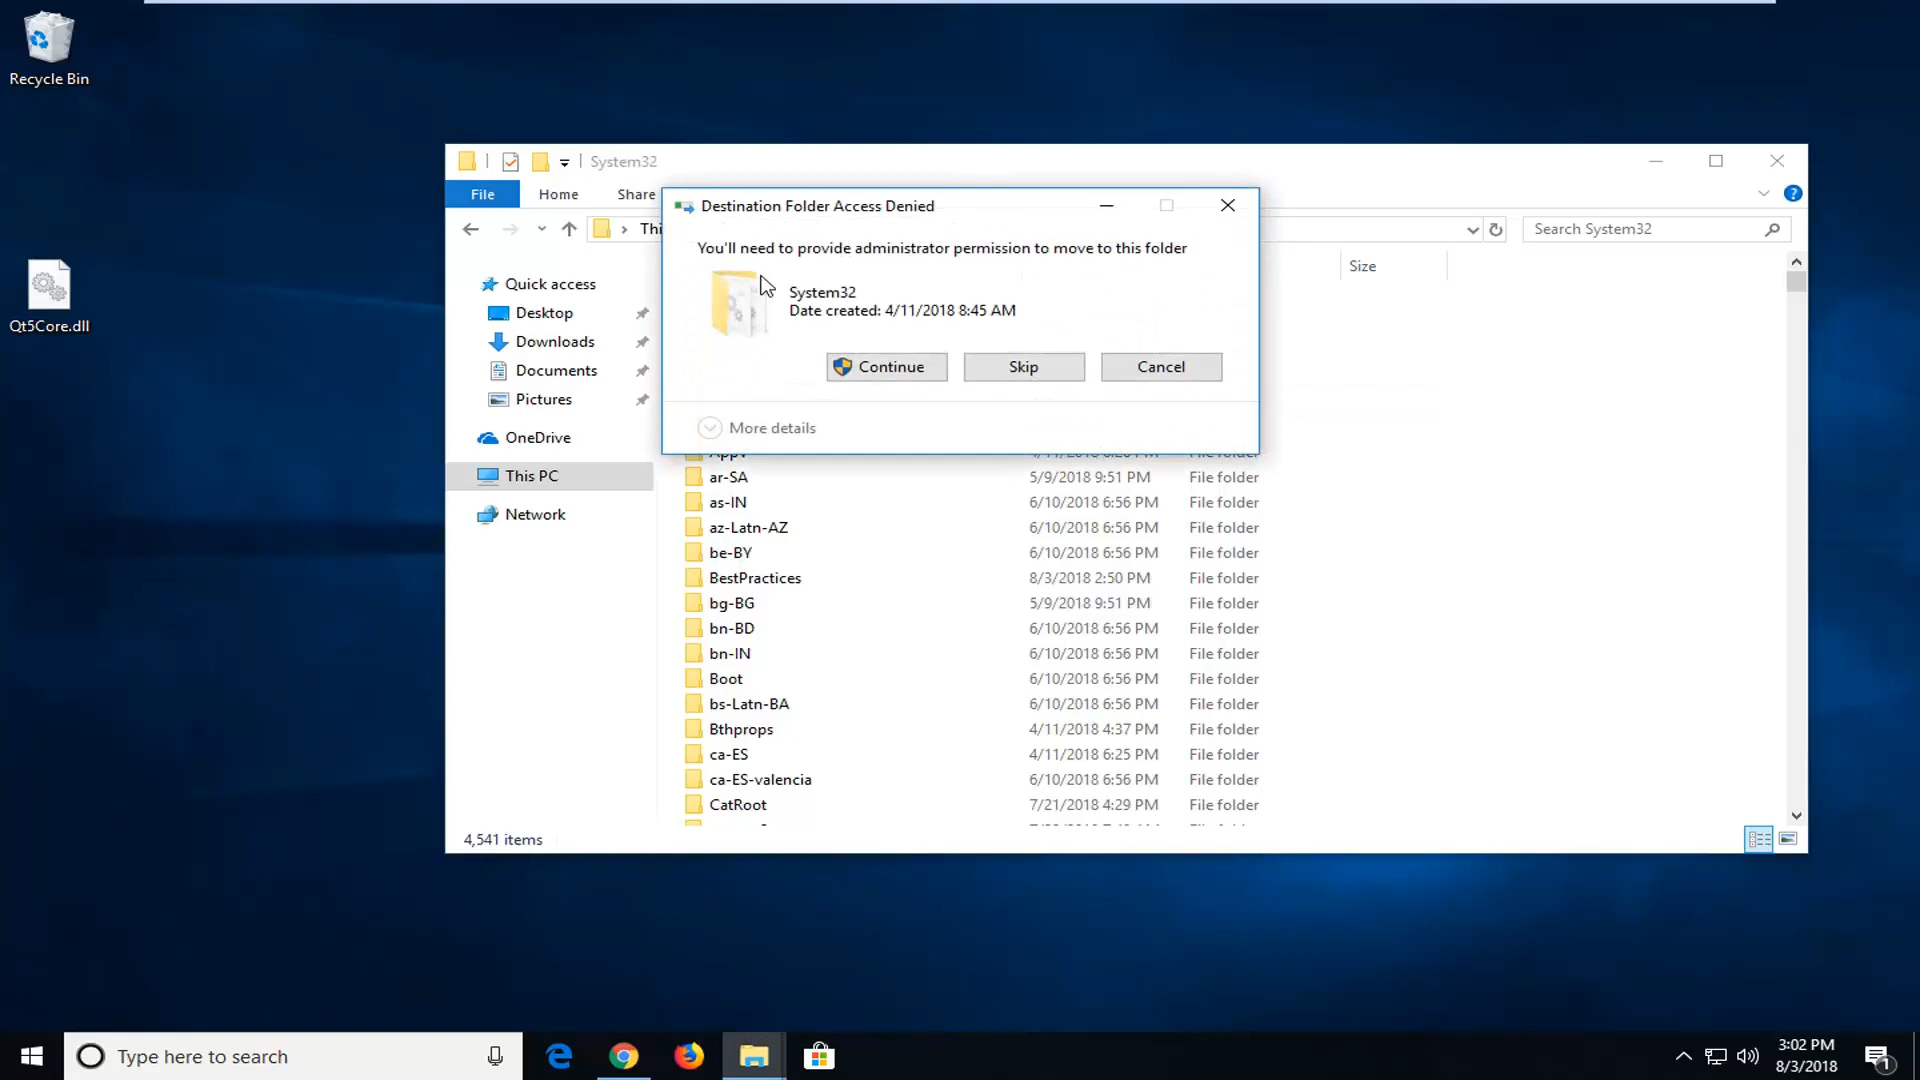 Recycle Bin
Qt5Core.dll
System32
File Home Share
Thi
Search System32
Destination Folder Access Denied
You'll need to provide administrator permission to move to this folder
System32
Date created: 4/11/2018 8:45 AM
Continue Skip Cancel
More details
Size
Quick access
Desktop
Downloads
Documents
Pictures
OneDrive
This PC
Network
ar-SA 5/9/2018 9:51 PM File folder
as-IN 6/10/2018 6:56 PM File folder
az-Latn-AZ 6/10/2018 6:56 PM File folder
be-BY 6/10/2018 6:56 PM File folder
BestPractices 8/3/2018 2:50 PM File folder
bg-BG 5/9/2018 9:51 PM File folder
bn-BD 6/10/2018 6:56 PM File folder
bn-IN 6/10/2018 6:56 PM File folder
Boot 6/10/2018 6:56 PM File folder
bs-Latn-BA 6/10/2018 6:56 PM File folder
Bthprops 4/11/2018 4:37 PM File folder
ca-ES 4/11/2018 6:25 PM File folder
ca-ES-valencia 6/10/2018 6:56 PM File folder
CatRoot 7/21/2018 4:29 PM File folder
4,541 items
Type here to search
3:02 PM
8/3/2018
1